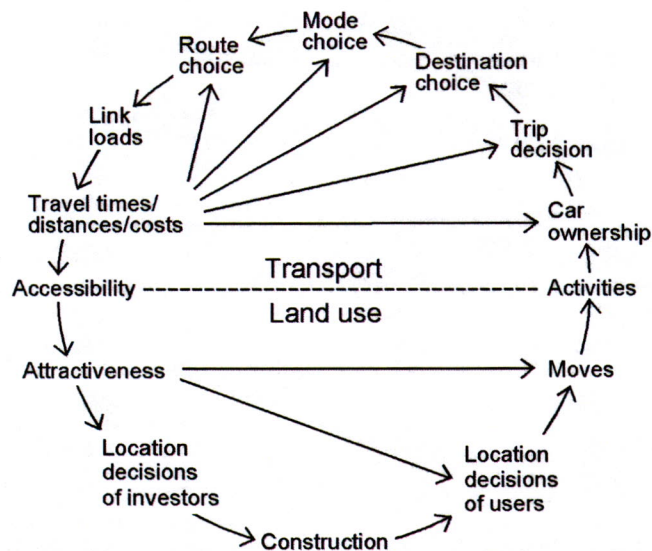 Mode
choice
Route
choice
Destination
choice
Link
loads
Trip
decision
Travel times/
distances/costs
Car
ownership
Transport
Accessibility
Activities
Land use
Attractiveness
Moves
Location
decisions
of investors
Location
decisions
of users
Construction